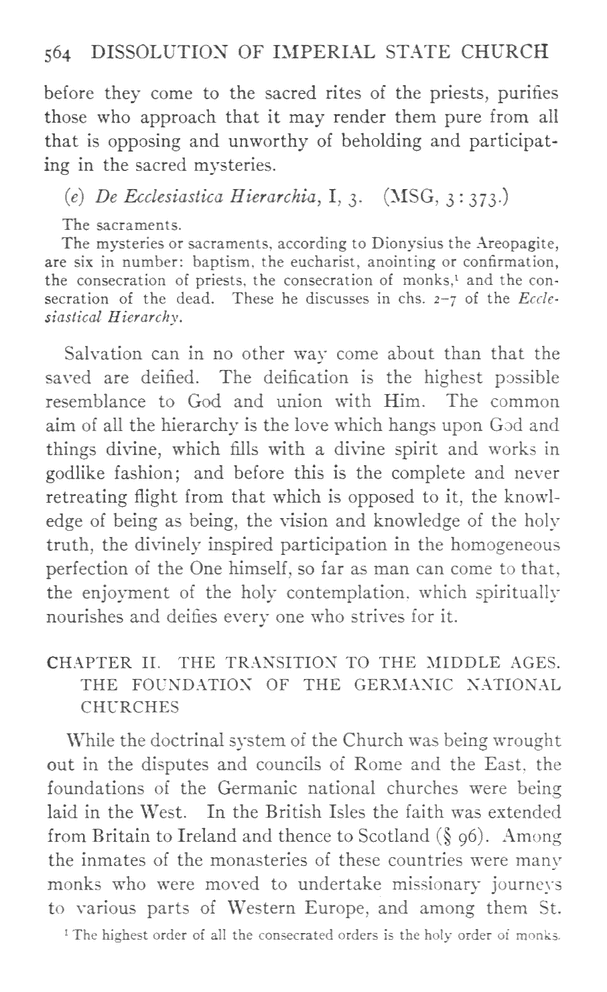 564 DISSOLUTION OF IMPERIAL STATE CHURCH
before they come to the sacred rites of the priests, purifies
those who approach that it may render them pure from all
that is opposing and unworthy of beholding and participat-
ing in the sacred mysteries.
(e) De Ecclesiastica Hierarchia, I, 3. (MSG, 3 : 373.)
The sacraments.
The mysteries or sacraments, according to Dionysius the Areopagite,
are six in number: baptism, the eucharist, anointing or confirmation,
the consecration of priests, the consecration of monks,¹ and the con-
secration of the dead. These he discusses in chs. 2–7 of the Eccle-
siastical Hierarchy.
Salvation can in no other way come about than that the
saved are deified. The deification is the highest possible
resemblance to God and union with Him. The common
aim of all the hierarchy is the love which hangs upon God and
things divine, which fills with a divine spirit and works in
godlike fashion; and before this is the complete and never
retreating flight from that which is opposed to it, the knowl-
edge of being as being, the vision and knowledge of the holy
truth, the divinely inspired participation in the homogeneous
perfection of the One himself, so far as man can come to that,
the enjoyment of the holy contemplation, which spiritually
nourishes and deifies every one who strives for it.
CHAPTER II. THE TRANSITION TO THE MIDDLE AGES.
THE FOUNDATION OF THE GERMANIC NATIONAL
CHURCHES
While the doctrinal system of the Church was being wrought
out in the disputes and councils of Rome and the East, the
foundations of the Germanic national churches were being
laid in the West. In the British Isles the faith was extended
from Britain to Ireland and thence to Scotland (§ 96). Among
the inmates of the monasteries of these countries were many
monks who were moved to undertake missionary journeys
to various parts of Western Europe, and among them St.
¹ The highest order of all the consecrated orders is the holy order of monks.